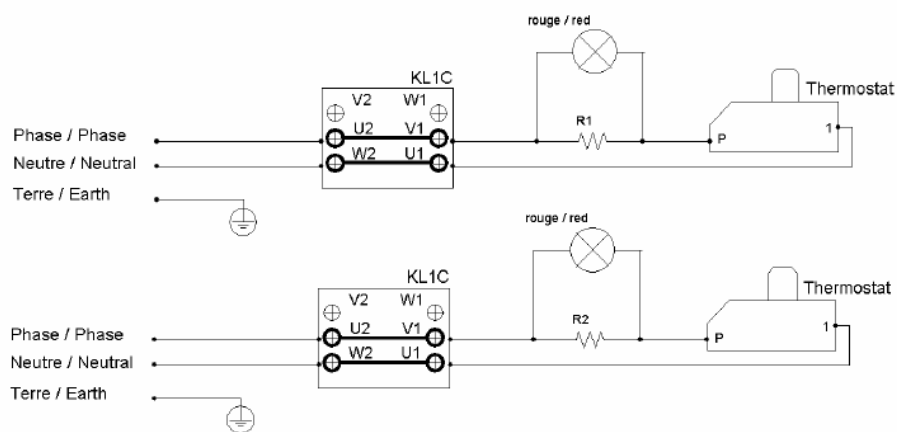 rouge / red
KL1C
Thermostat
V2 W1
R1
Phase / Phase
U2 V1
P 1
Neutre / Neutral
W2 U1
Terre / Earth
rouge / red
KL1C
Thermostat
V2 W1
R2
Phase / Phase
U2 V1
P 1
Neutre / Neutral
W2 U1
Terre / Earth